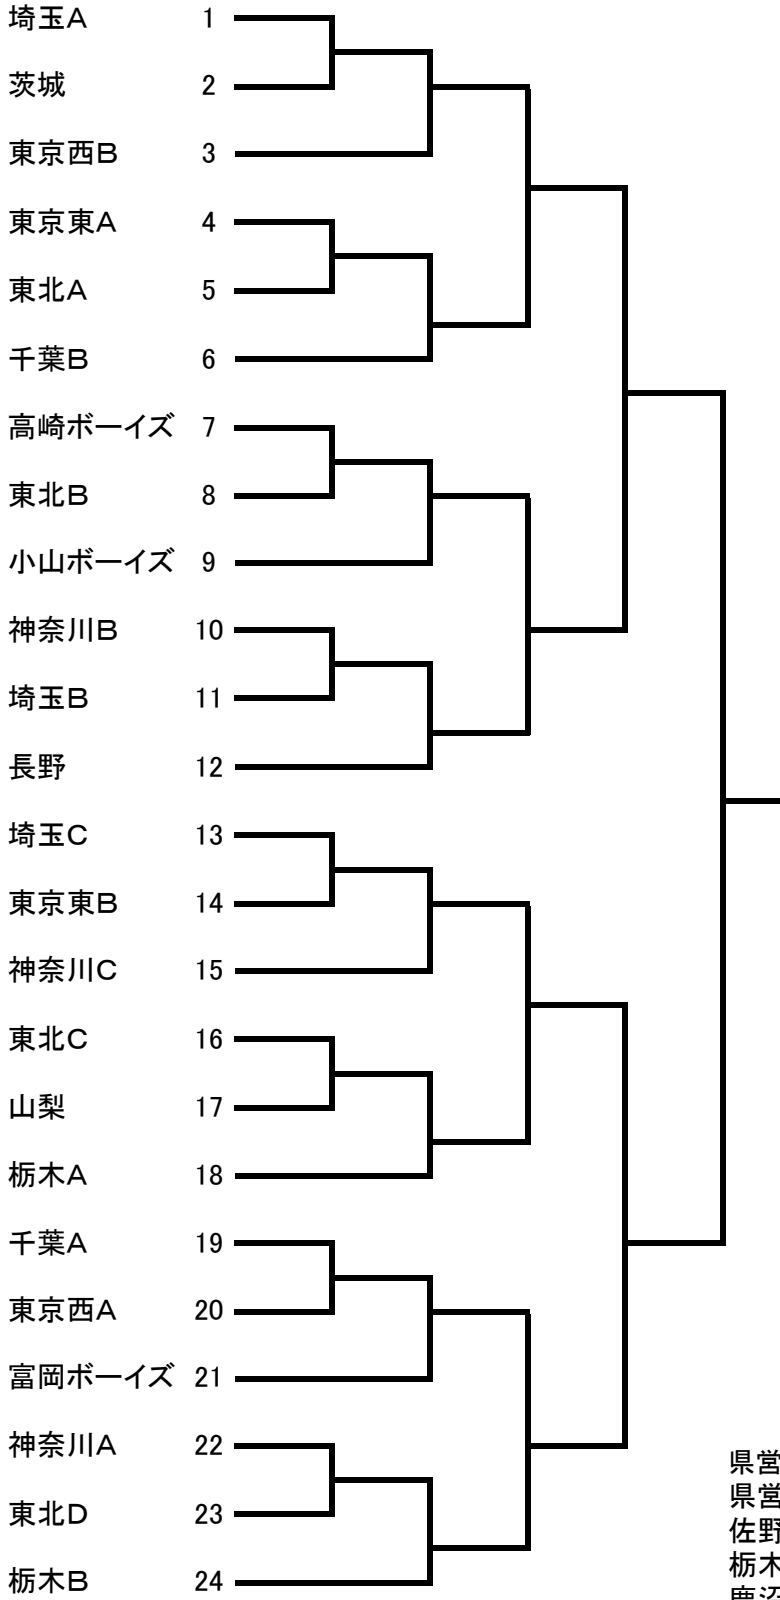 埼玉A 1
茨城 2
東京西B 3
東京東A 4
東北A 5
千葉B 6
高崎ボーイズ 7
東北B 8
小山ボーイズ 9
神奈川B 10
埼玉B 11
長野 12
埼玉C 13
東京東B 14
神奈川C 15
東北C 16
山梨 17
栃木A 18
千葉A 19
東京西A 20
富岡ボーイズ 21
神奈川A 22
県営
県営
東北D 23
佐野
栃木
栃木B 24
鹿沼